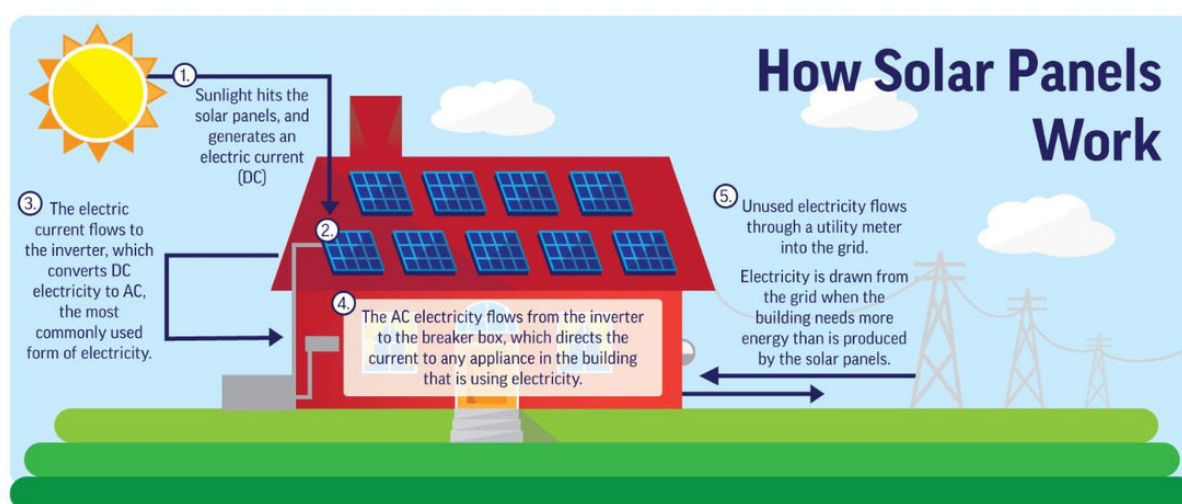 How Solar Panels
Work
1.
Sunlight hits the
solar panels, and
generates an
electric current
(DC)
2.
3.
The electric
current flows to
the inverter, which
converts DC
electricity to AC,
the most
commonly used
form of electricity.
4.
The AC electricity flows from the inverter
to the breaker box, which directs the
current to any appliance in the building
that is using electricity.
5.
Unused electricity flows
through a utility meter
into the grid.
Electricity is drawn from
the grid when the
building needs more
energy than is produced
by the solar panels.